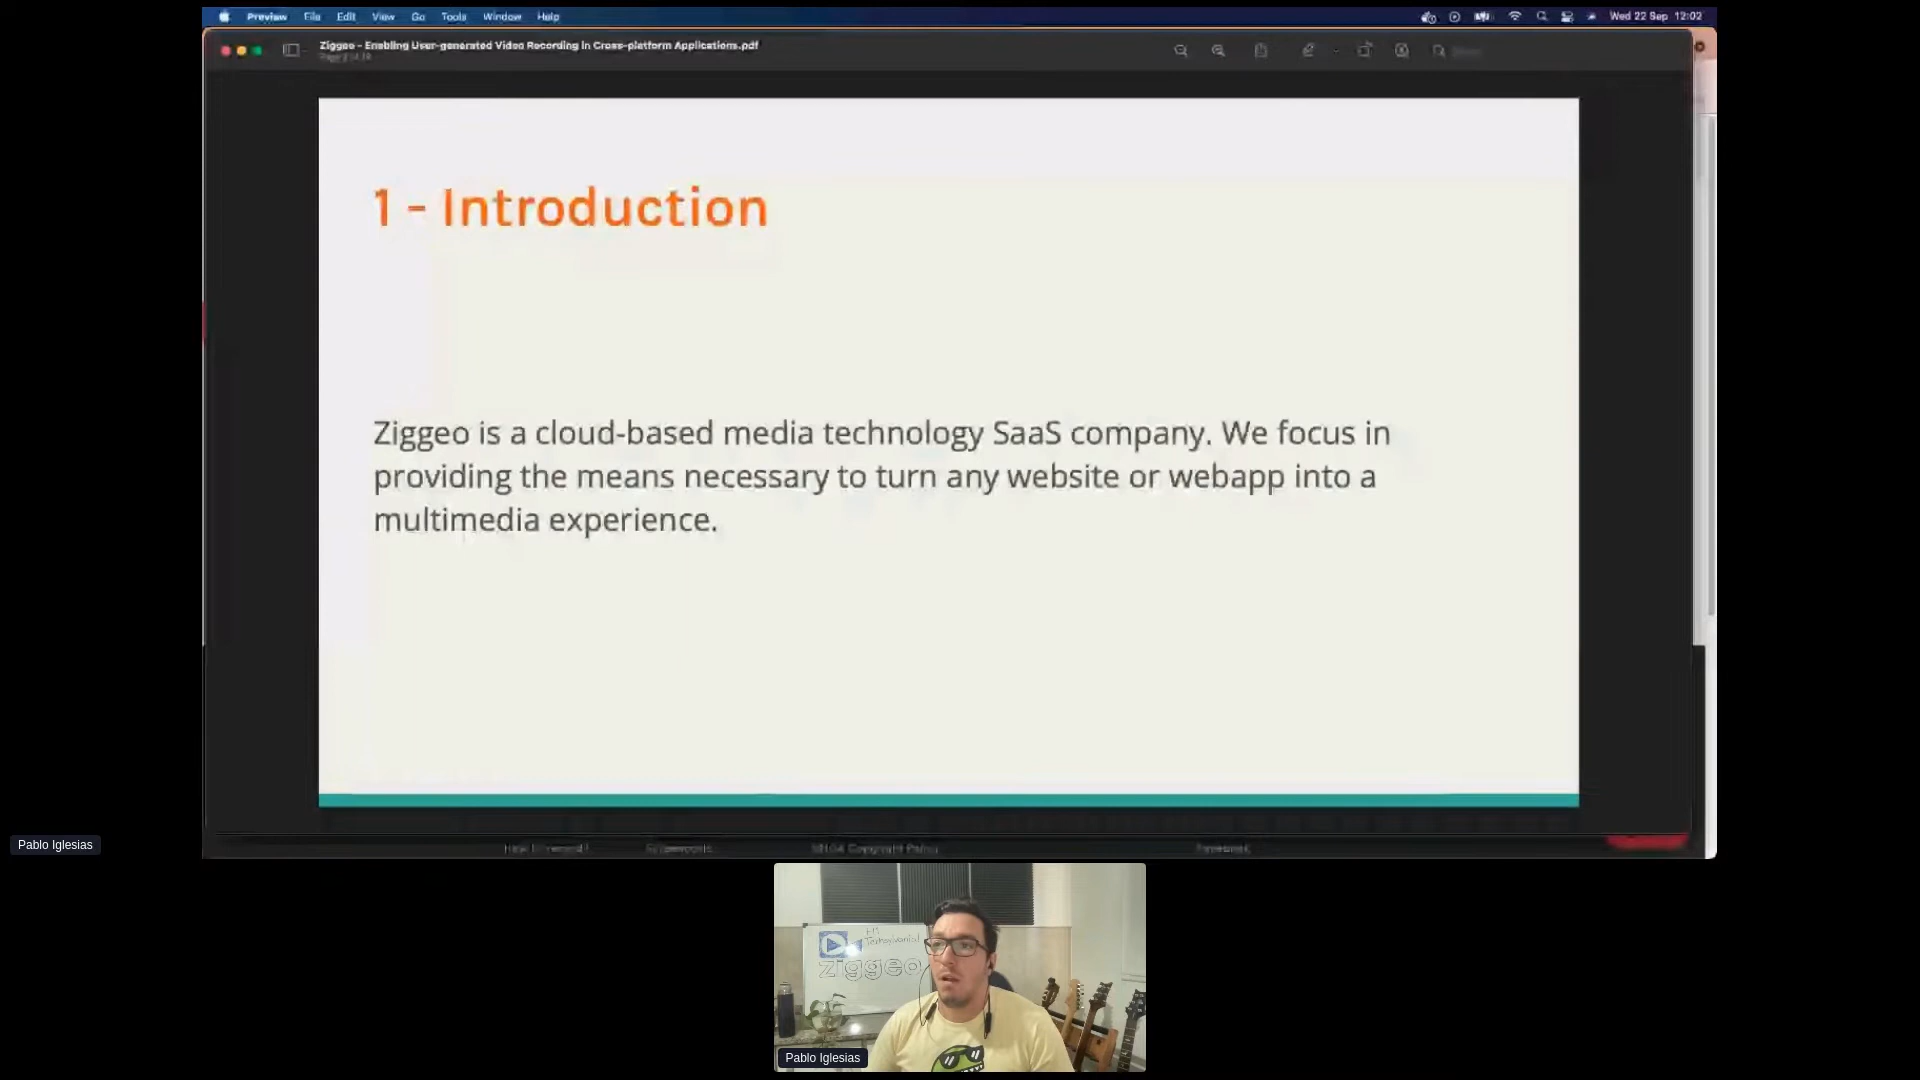 Preview File Edit View Go Tools Window Help Wed 22 Sep 12:02
Ziggeo - Enabling User-generated Video Recording in Cross-platform Applications.pdf
1 - Introduction
Ziggeo is a cloud-based media technology SaaS company. We focus in
providing the means necessary to turn any website or webapp into a
multimedia experience.
Pablo Iglesias
Hi
ziggeo
Pablo Iglesias